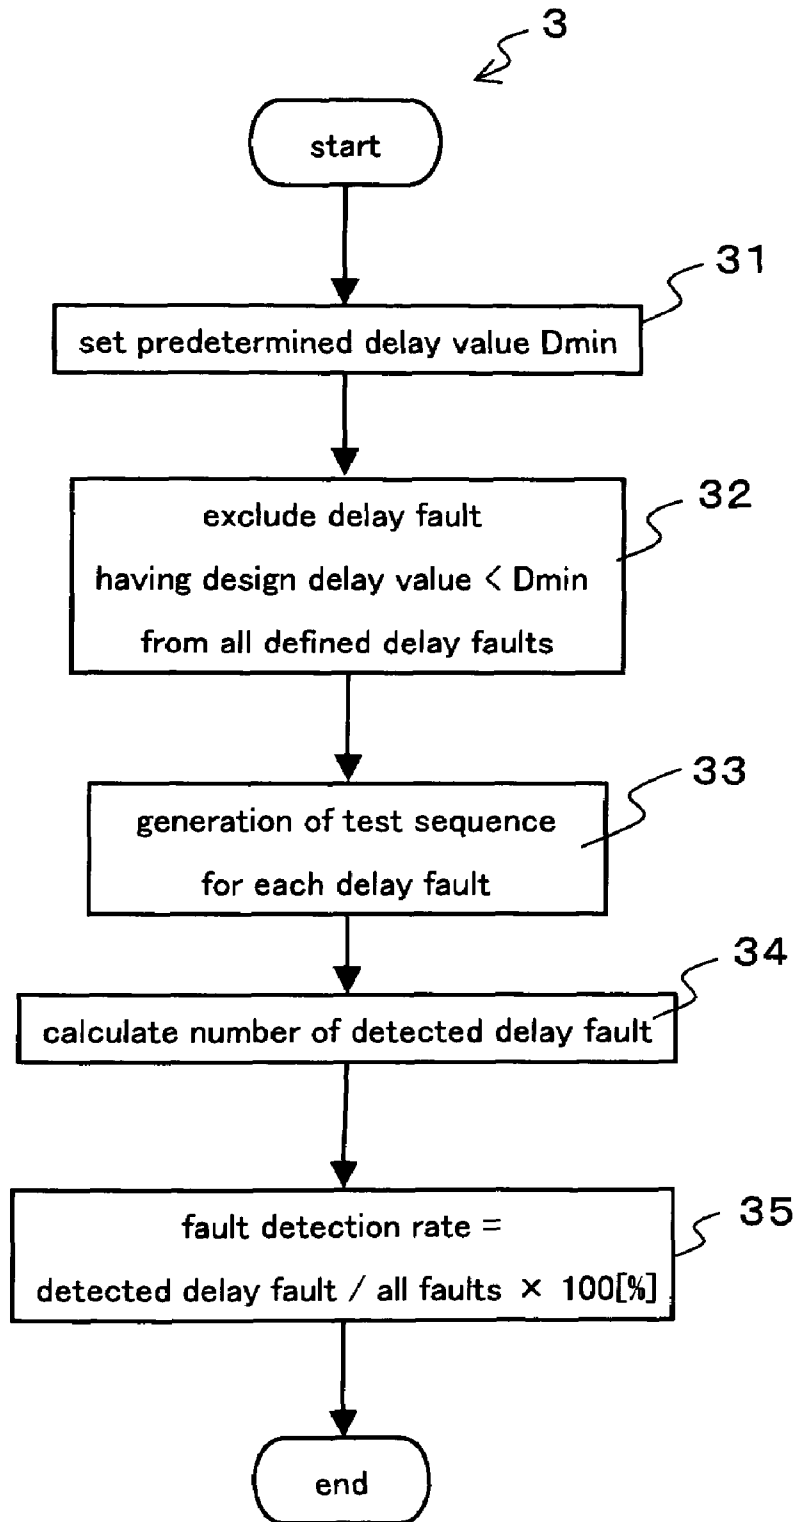 3
start
31
set predetermined delay value Dmin
32
exclude delay fault
having design delay value < Dmin
from all defined delay faults
33
generation of test sequence
for each delay fault
34
calculate number of detected delay fault
35
fault detection rate =
detected delay fault / all faults × 100[%]
end